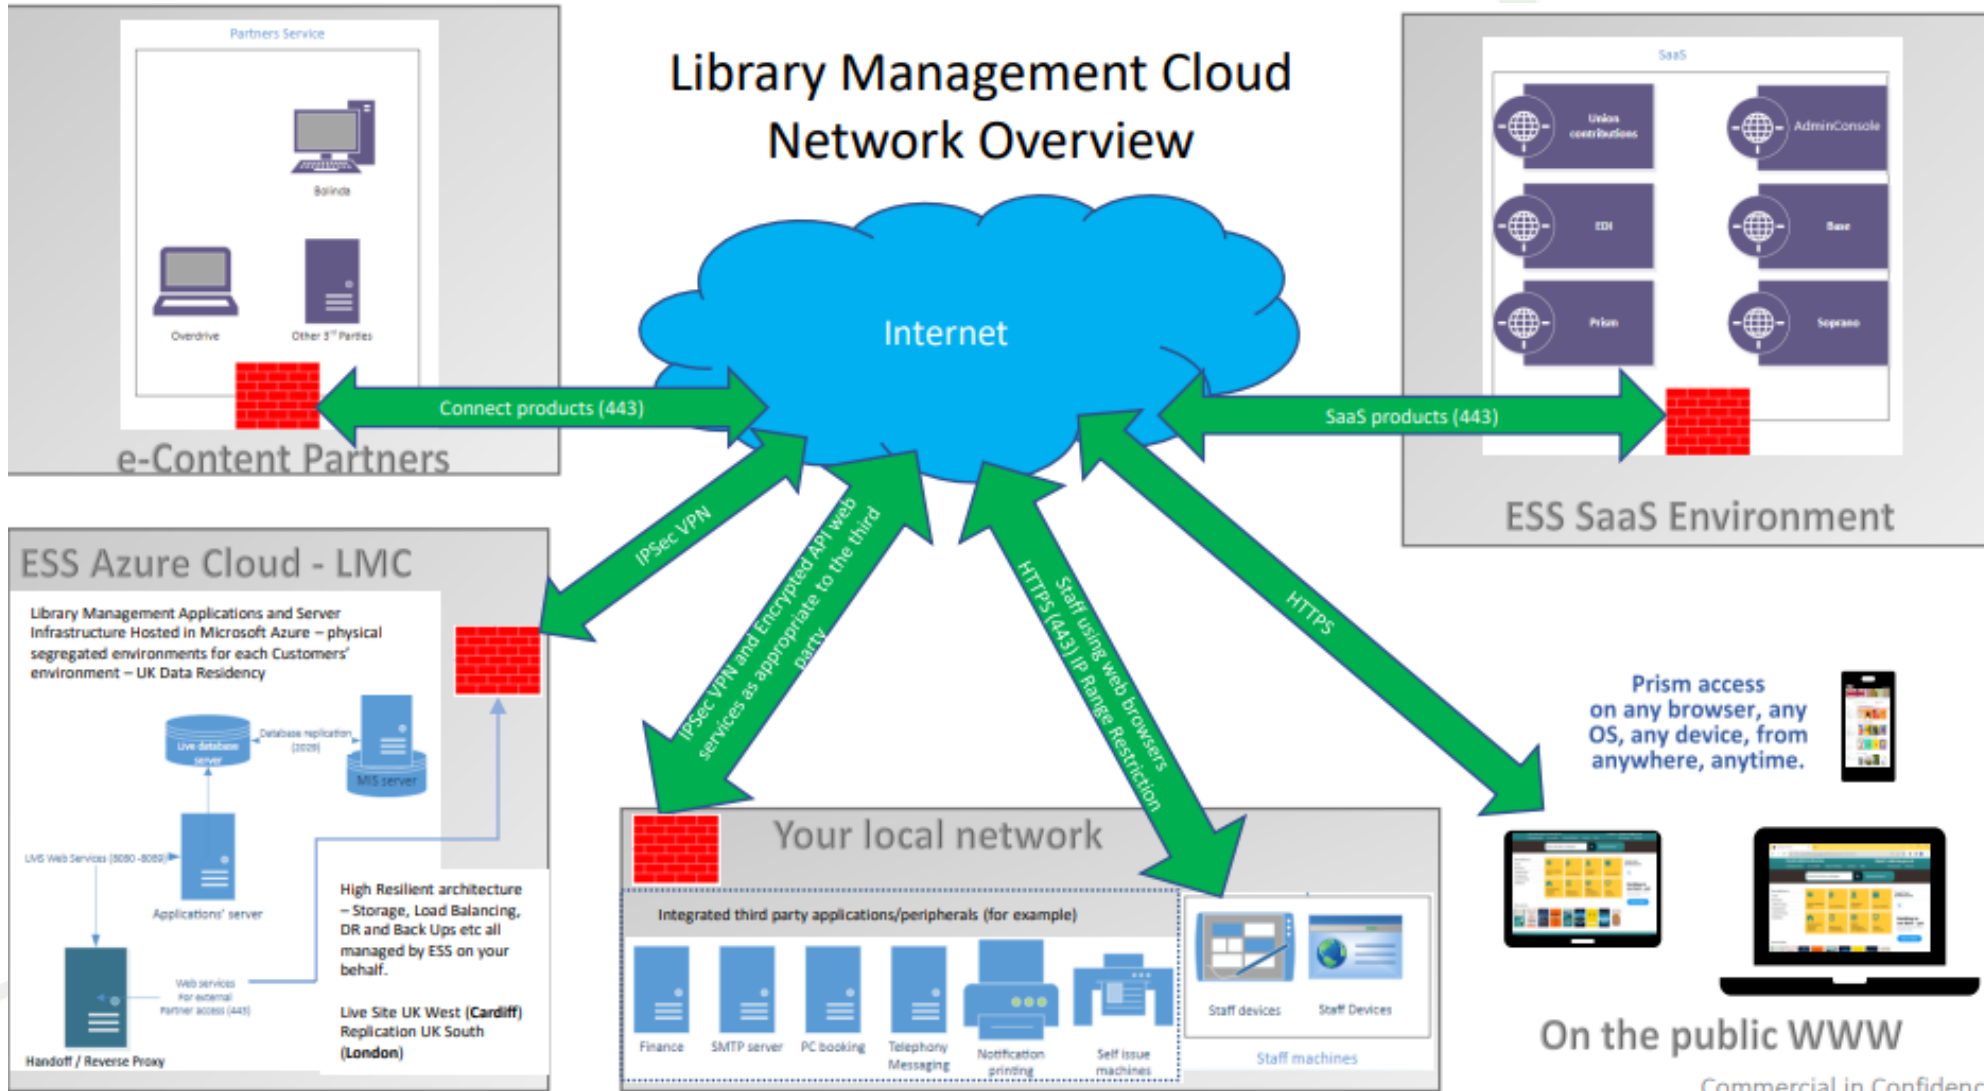 Library Management Cloud
Network Overview
Partners Service
Bolinda
Overdrive
Other 3rd Parties
e-Content Partners
Connect products (443)
Internet
SaaS products (443)
SaaS
Union
contributions
AdminConsole
EDI
Base
Prism
Soprano
ESS SaaS Environment
ESS Azure Cloud - LMC
Library Management Applications and Server
Infrastructure Hosted in Microsoft Azure – physical
segregated environments for each Customers'
environment – UK Data Residency
Live database
server
Database replication
(2029)
MIS server
LMS Web Services (8080 -8089)
Applications' server
Web services
For external
Partner access (443)
Handoff / Reverse Proxy
High Resilient architecture
– Storage, Load Balancing,
DR and Back Ups etc all
managed by ESS on your
behalf.
Live Site UK West (Cardiff)
Replication UK South
(London)
IPSec VPN
IPSec VPN and Encrypted API web
services as appropriate to the third
party
Staff using web browsers
HTTPS (443) IP Range Restriction
HTTPS
Your local network
Integrated third party applications/peripherals (for example)
Finance
SMTP server
PC booking
Telephony
Messaging
Notification
printing
Self issue
machines
Staff devices
Staff Devices
Staff machines
Prism access
on any browser, any
OS, any device, from
anywhere, anytime.
On the public WWW
Commercial in Confidenc